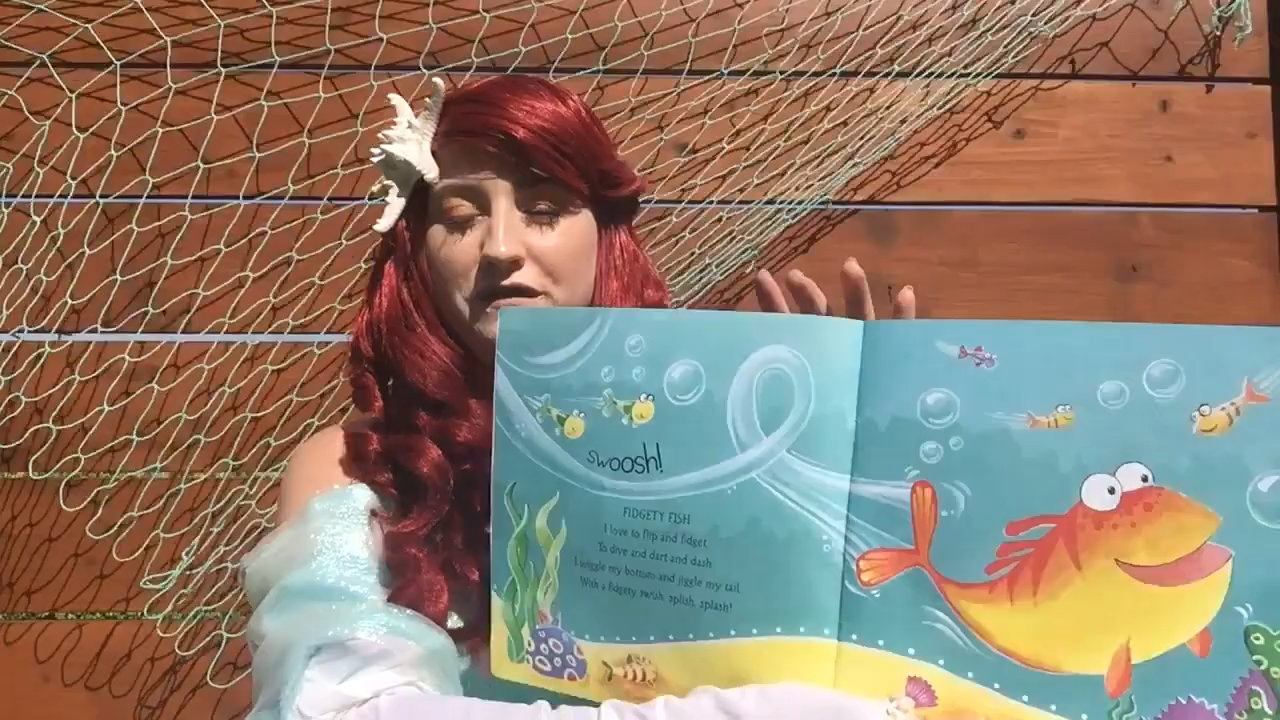 swoosh!
FIDGETY FISH
I love to flip and fidget
To dive and dart and dash
I wiggle my bottom and jiggle my tail
With a fidgety swish, splish, splash!